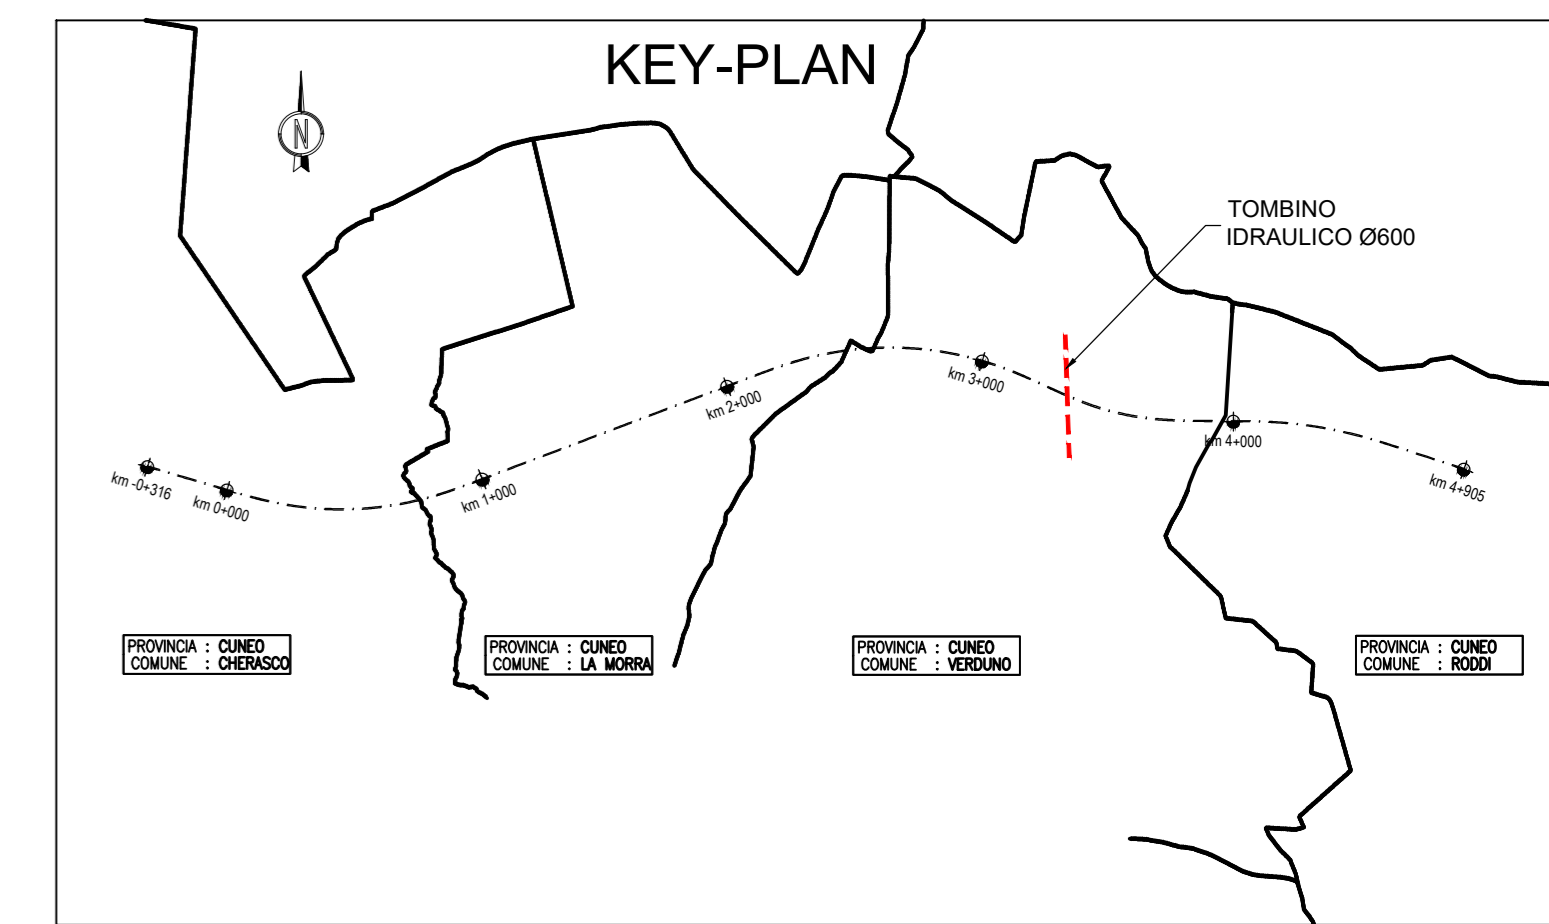 KEY-PLAN
N
TOMBINO
IDRAULICO Ø600
km -0+316
km 0+000
km 1+000
km 2+000
km 3+000
km 4+000
km 4+905
PROVINCIA : CUNEO
COMUNE : CHERASCO
PROVINCIA : CUNEO
COMUNE : LA MORRA
PROVINCIA : CUNEO
COMUNE : VERDUNO
PROVINCIA : CUNEO
COMUNE : RODDI